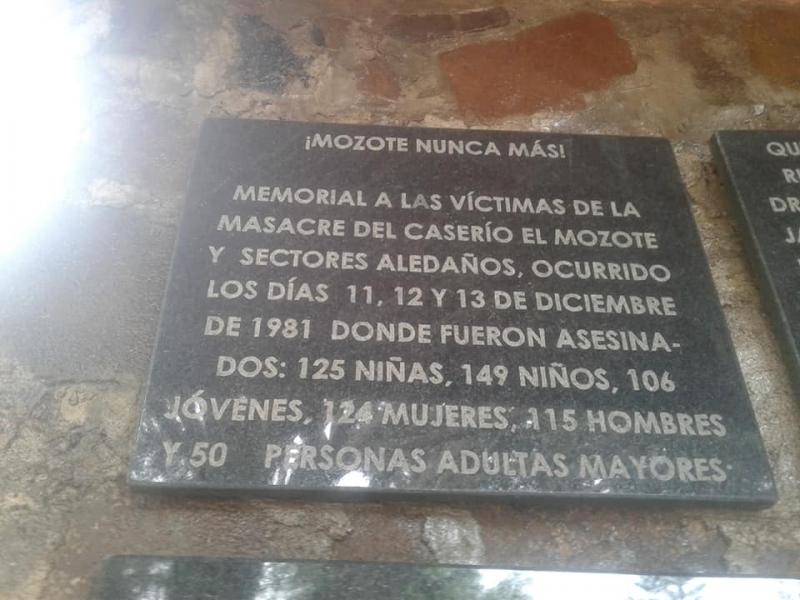 ¡MOZOTE NUNCA MÁS!
MEMORIAL A LAS VÍCTIMAS DE LA
MASACRE DEL CASERÍO EL MOZOTE
Y SECTORES ALEDAÑOS, OCURRIDO
LOS DÍAS 11, 12 Y 13 DE DICIEMBRE
DE 1981 DONDE FUERON ASESINA-
DOS: 125 NIÑAS, 149 NIÑOS, 106
JÓVENES, 124 MUJERES, 115 HOMBRES
Y 50 PERSONAS ADULTAS MAYORES.